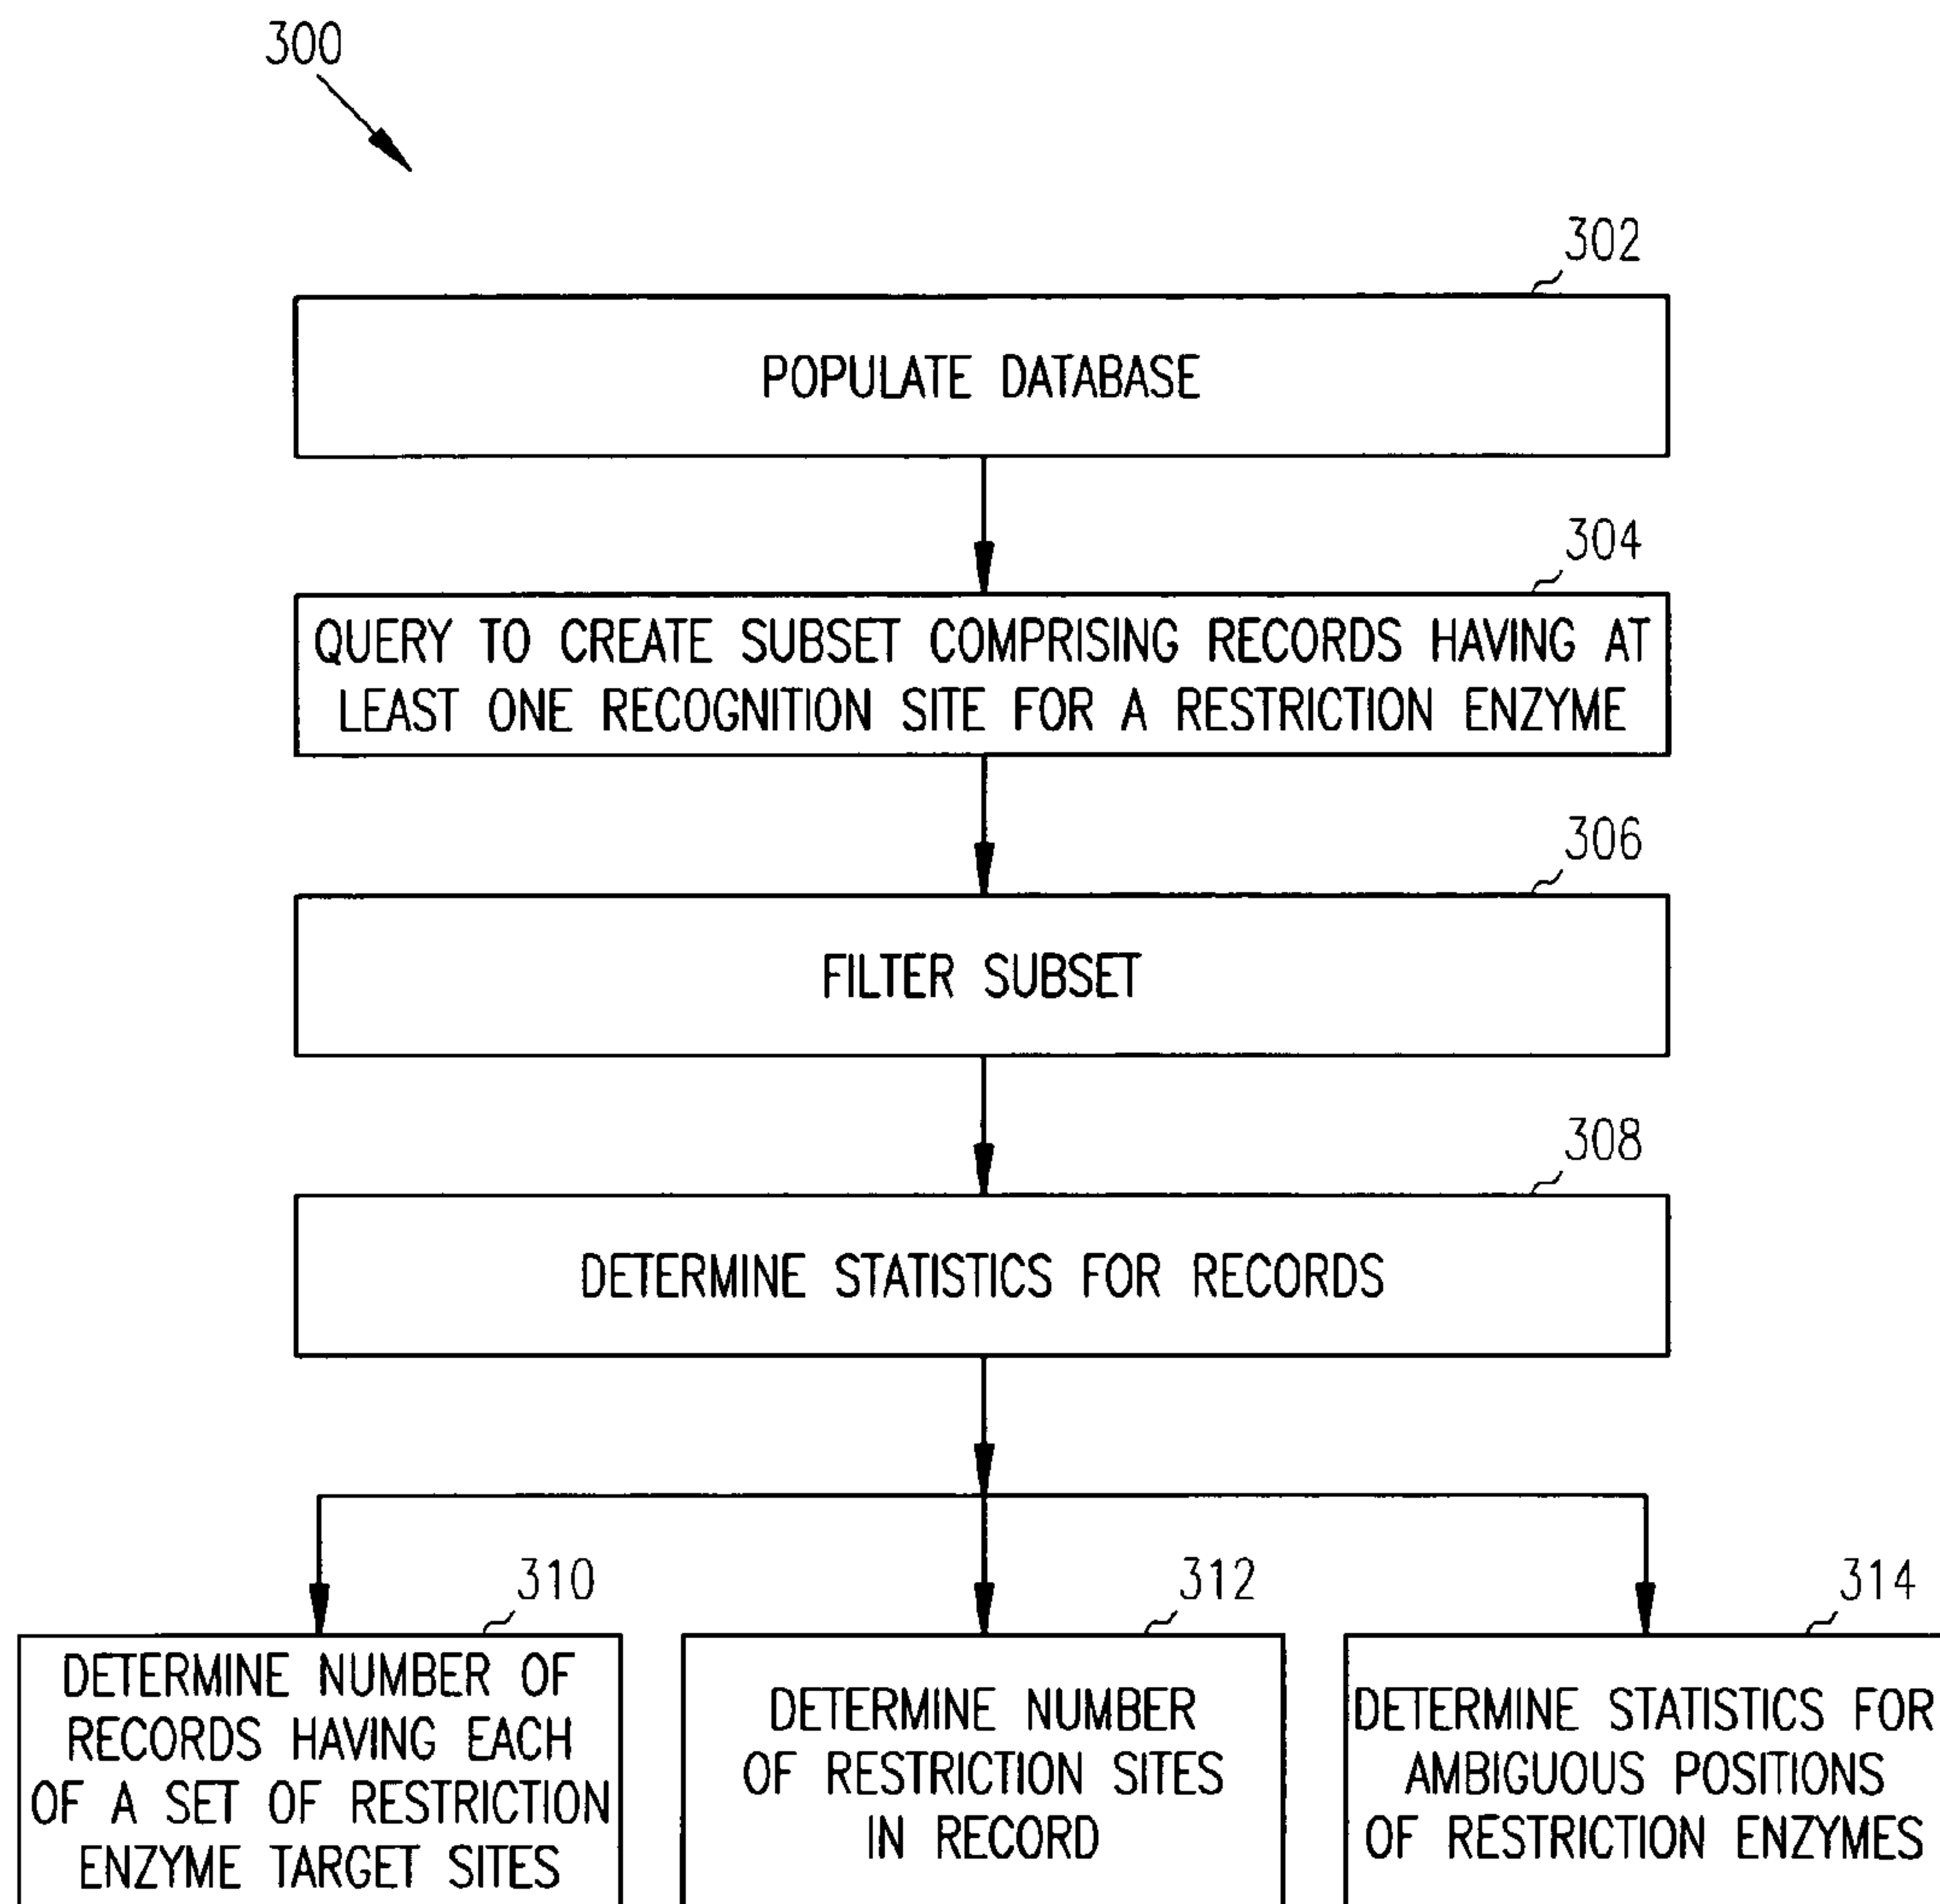 300
302
POPULATE DATABASE
304
QUERY TO CREATE SUBSET COMPRISING RECORDS HAVING AT
LEAST ONE RECOGNITION SITE FOR A RESTRICTION ENZYME
306
FILTER SUBSET
308
DETERMINE STATISTICS FOR RECORDS
310
DETERMINE NUMBER OF
RECORDS HAVING EACH
OF A SET OF RESTRICTION
ENZYME TARGET SITES
312
DETERMINE NUMBER
OF RESTRICTION SITES
IN RECORD
314
DETERMINE STATISTICS FOR
AMBIGUOUS POSITIONS
OF RESTRICTION ENZYMES